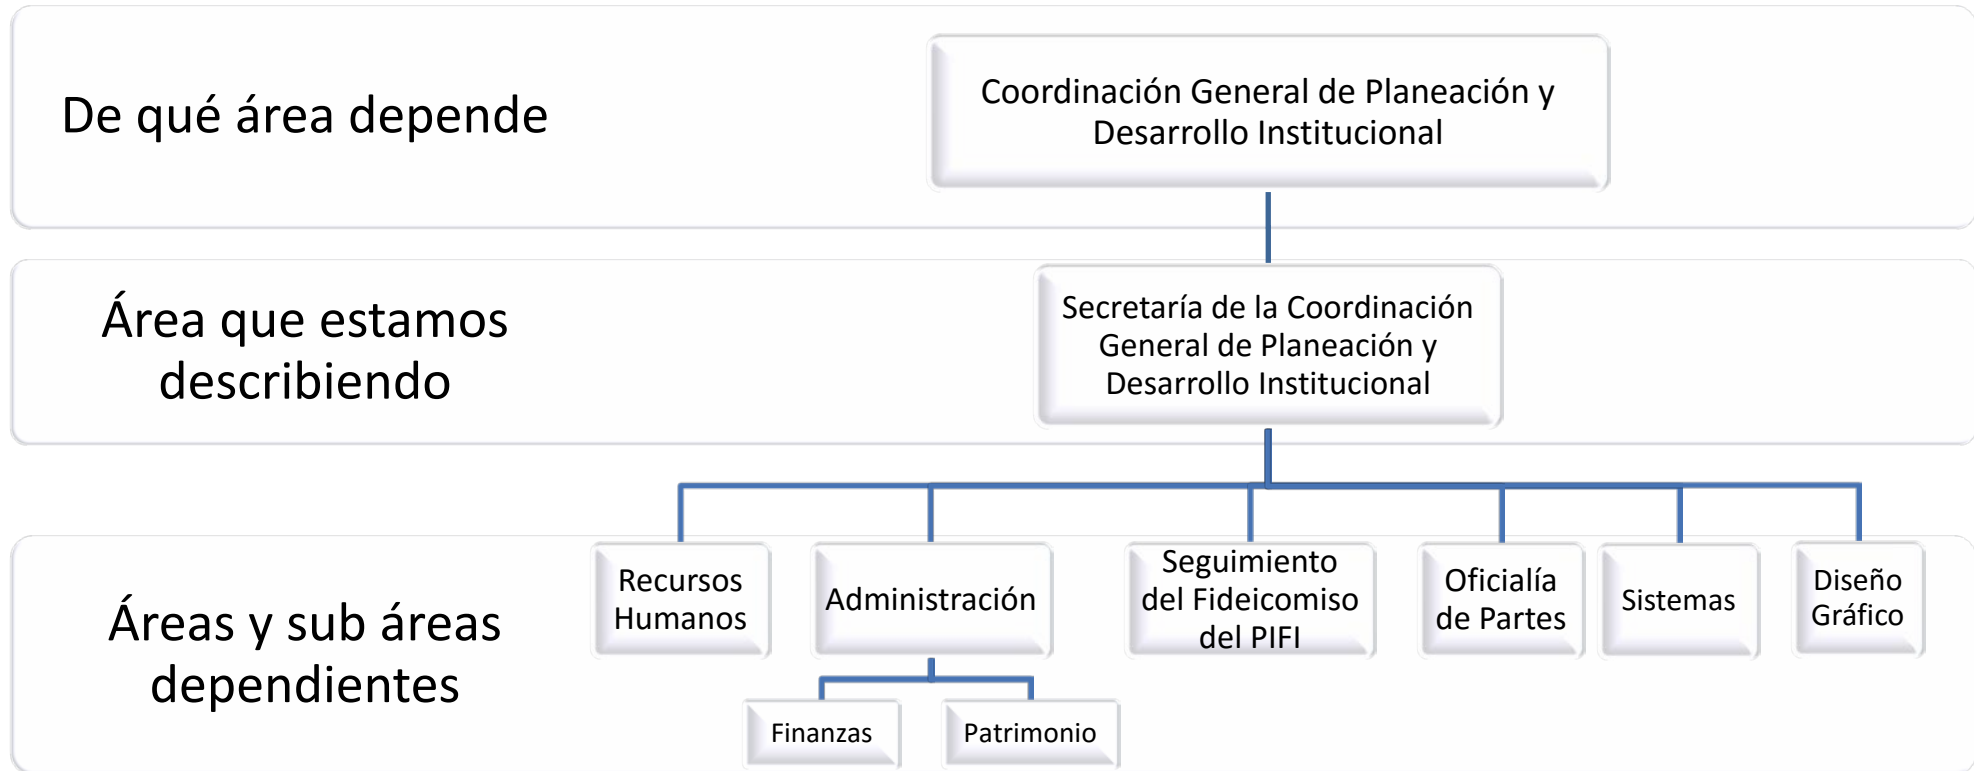 De qué área depende
Coordinación General de Planeación y
Desarrollo Institucional
Área que estamos
describiendo
Secretaría de la Coordinación
General de Planeación y
Desarrollo Institucional
Áreas y sub áreas
dependientes
Recursos
Humanos
Administración
Seguimiento
del Fideicomiso
del PIFI
Oficialía
de Partes
Sistemas
Diseño
Gráfico
Finanzas
Patrimonio